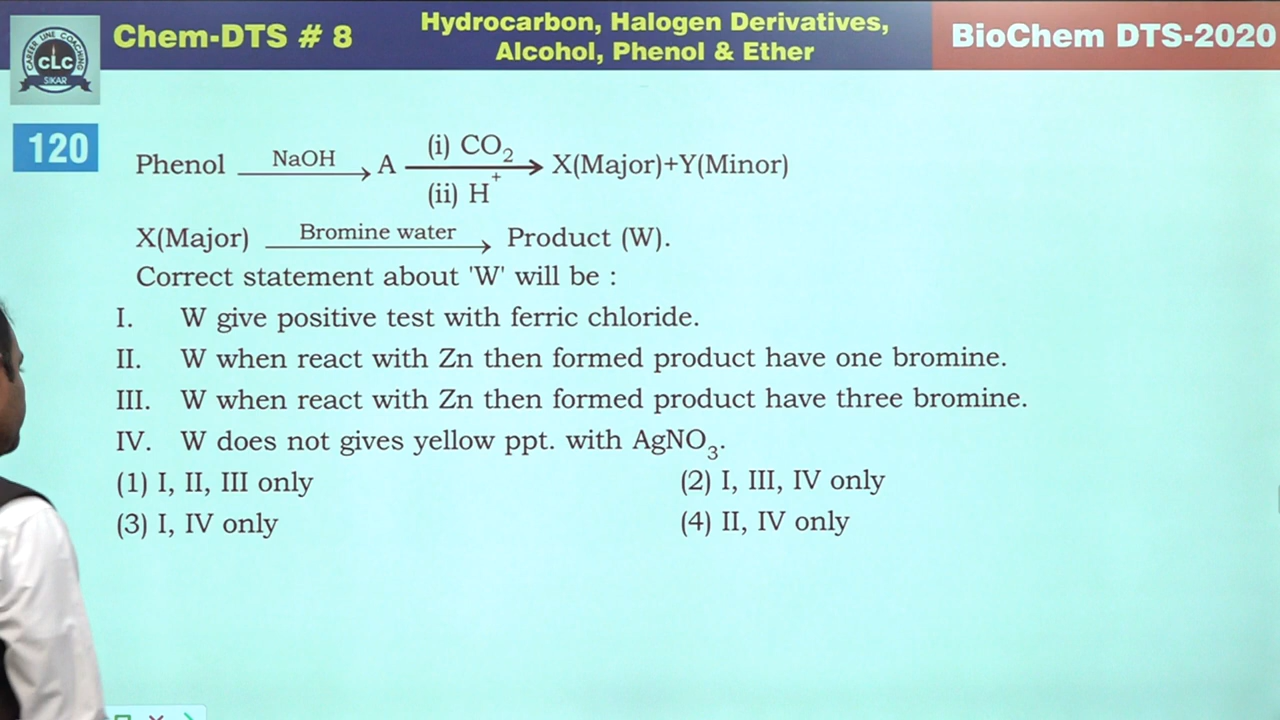 Chem-DTS # 8
Hydrocarbon, Halogen Derivatives,
Alcohol, Phenol & Ether
BioChem DTS-2020
CAREER LINE COACHING
cLc
SIKAR
120
Phenol NaOH A (i) CO₂ (ii) H⁺ X(Major)+Y(Minor)
X(Major) Bromine water Product (W).
Correct statement about 'W' will be :
I. W give positive test with ferric chloride.
II. W when react with Zn then formed product have one bromine.
III. W when react with Zn then formed product have three bromine.
IV. W does not gives yellow ppt. with AgNO₃.
(1) I, II, III only
(2) I, III, IV only
(3) I, IV only
(4) II, IV only